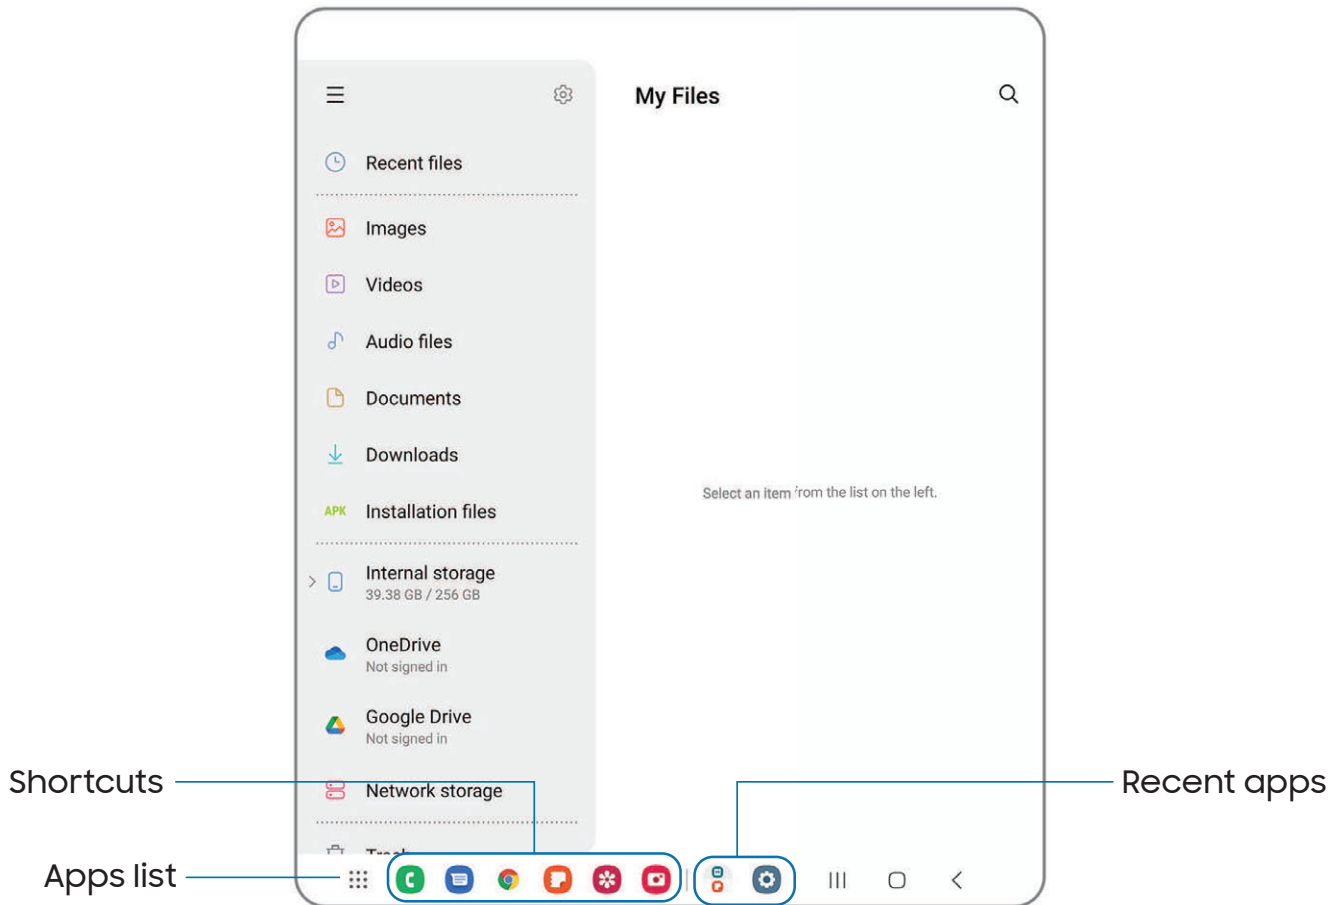 My Files
Recent files
Images
Videos
Audio files
Documents
Downloads
APK Installation files
Select an item from the list on the left.
Internal storage
39.38 GB / 256 GB
OneDrive
Not signed in
Google Drive
Not signed in
Network storage
Trash
Shortcuts
Recent apps
Apps list